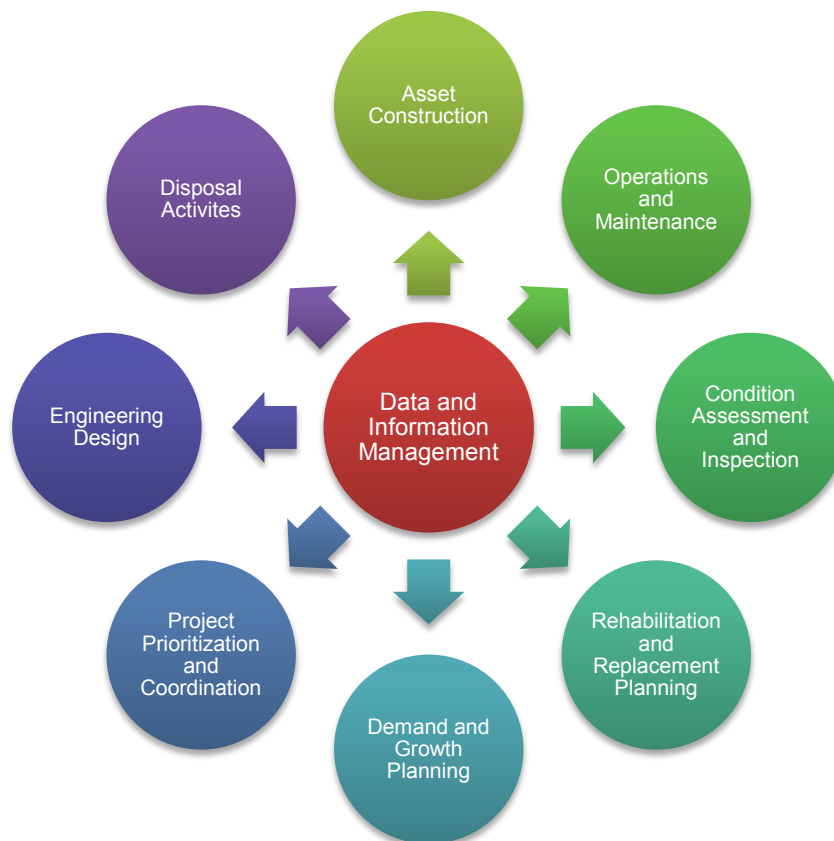 Asset
Construction
Operations
and
Maintenance
Condition
Assessment
and
Inspection
Rehabilitation
and
Replacement
Planning
Demand and
Growth
Planning
Project
Prioritization
and
Coordination
Engineering
Design
Disposal
Activites
Data and
Information
Management